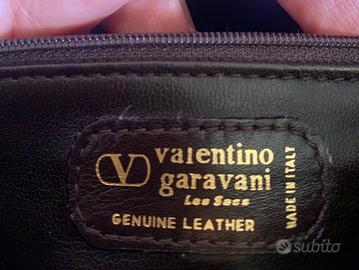 V valentino
garavani
Les Sacs
GENUINE LEATHER
MADE IN ITALY
subito